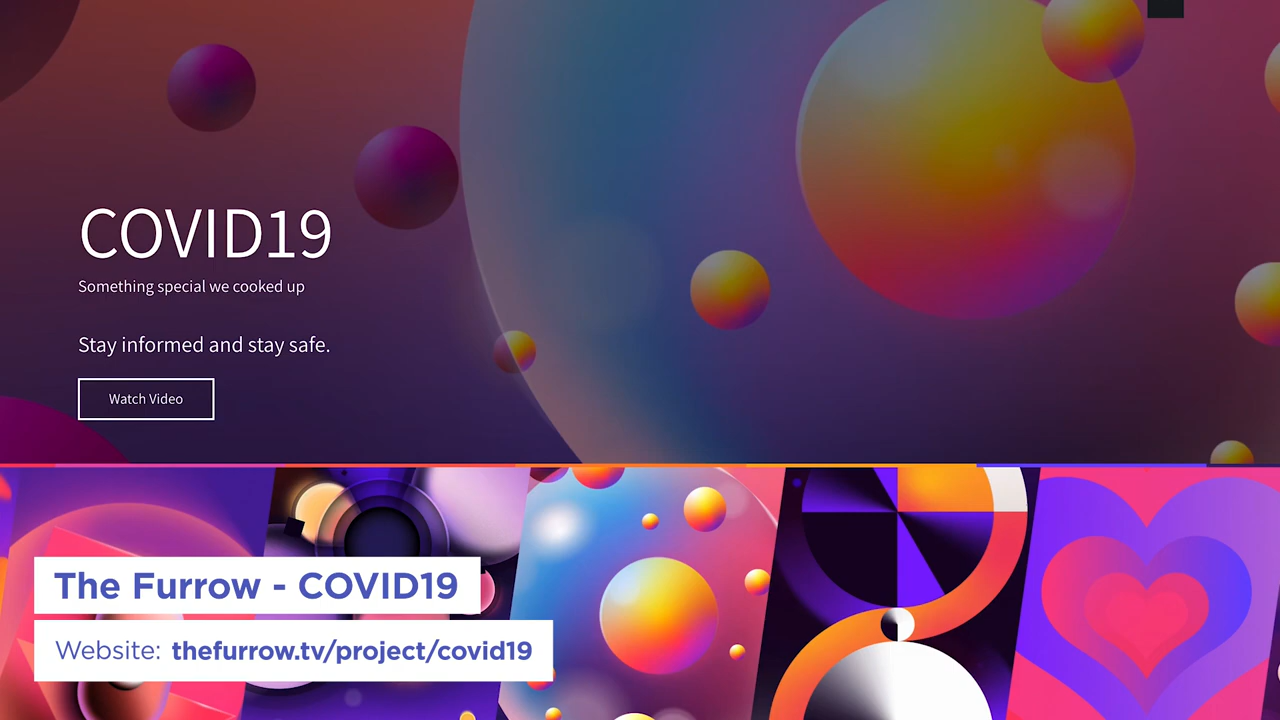 COVID19
Something special we cooked up
Stay informed and stay safe.
Watch Video
The Furrow - COVID19
Website: thefurrow.tv/project/covid19